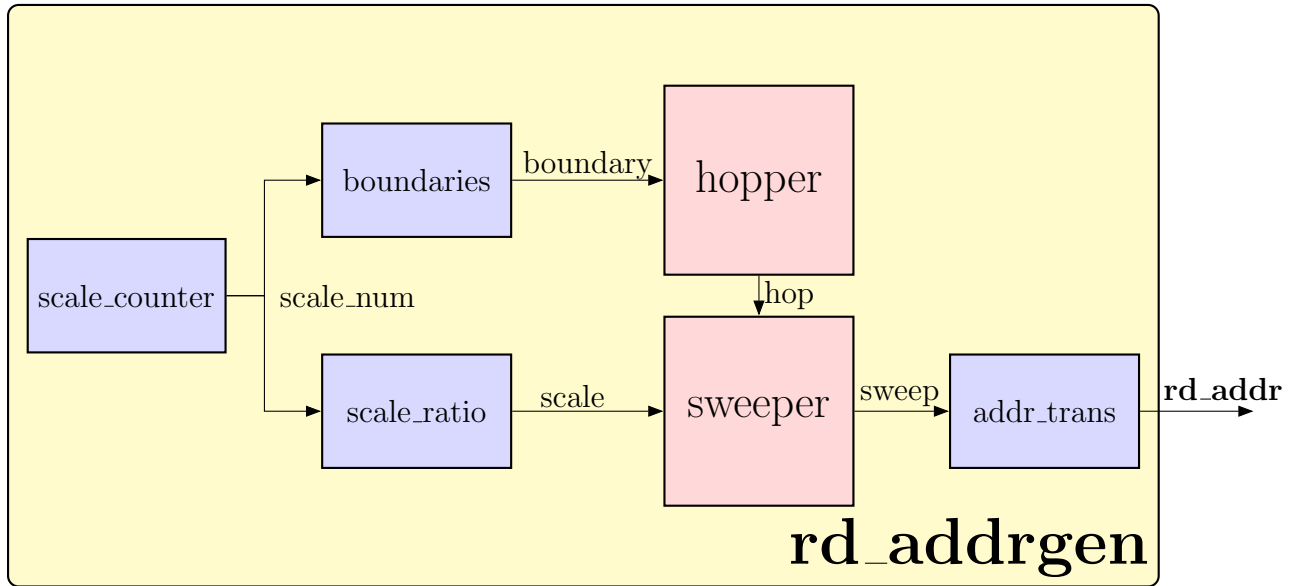 boundaries
boundary
hopper
scale_counter
scale_num
hop
scale_ratio
scale
sweeper
sweep
addr_trans
rd_addr
rd_addrgen